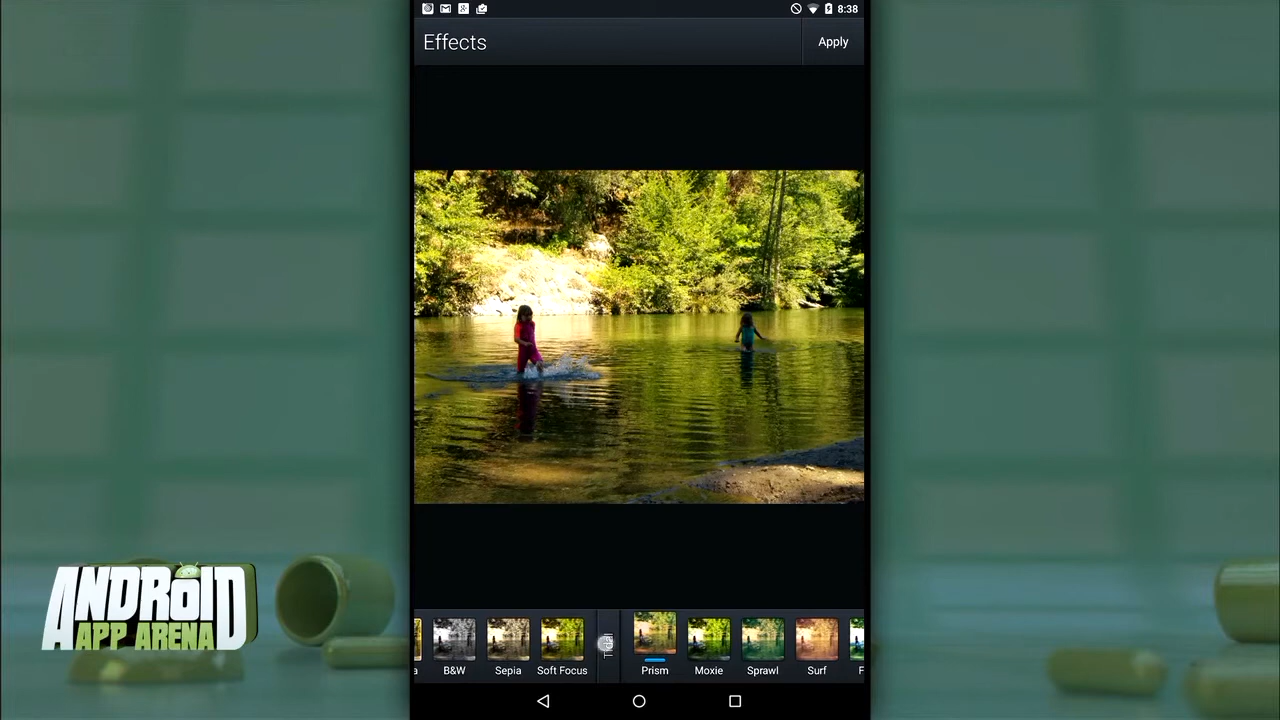 8:38
Effects
Apply
B&W
Sepia
Soft Focus
Prism
Moxie
Sprawl
Surf
ANDROID
APP ARENA